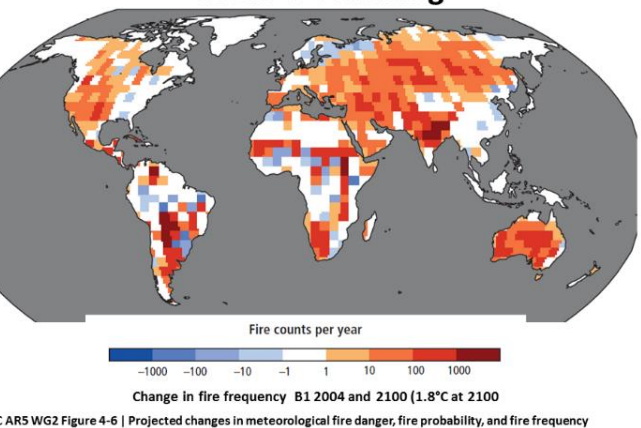 Fire counts per year
−1000 −100 −10 −1 1 10 100 1000
Change in fire frequency B1 2004 and 2100 (1.8°C at 2100
C AR5 WG2 Figure 4-6 | Projected changes in meteorological fire danger, fire probability, and fire frequency